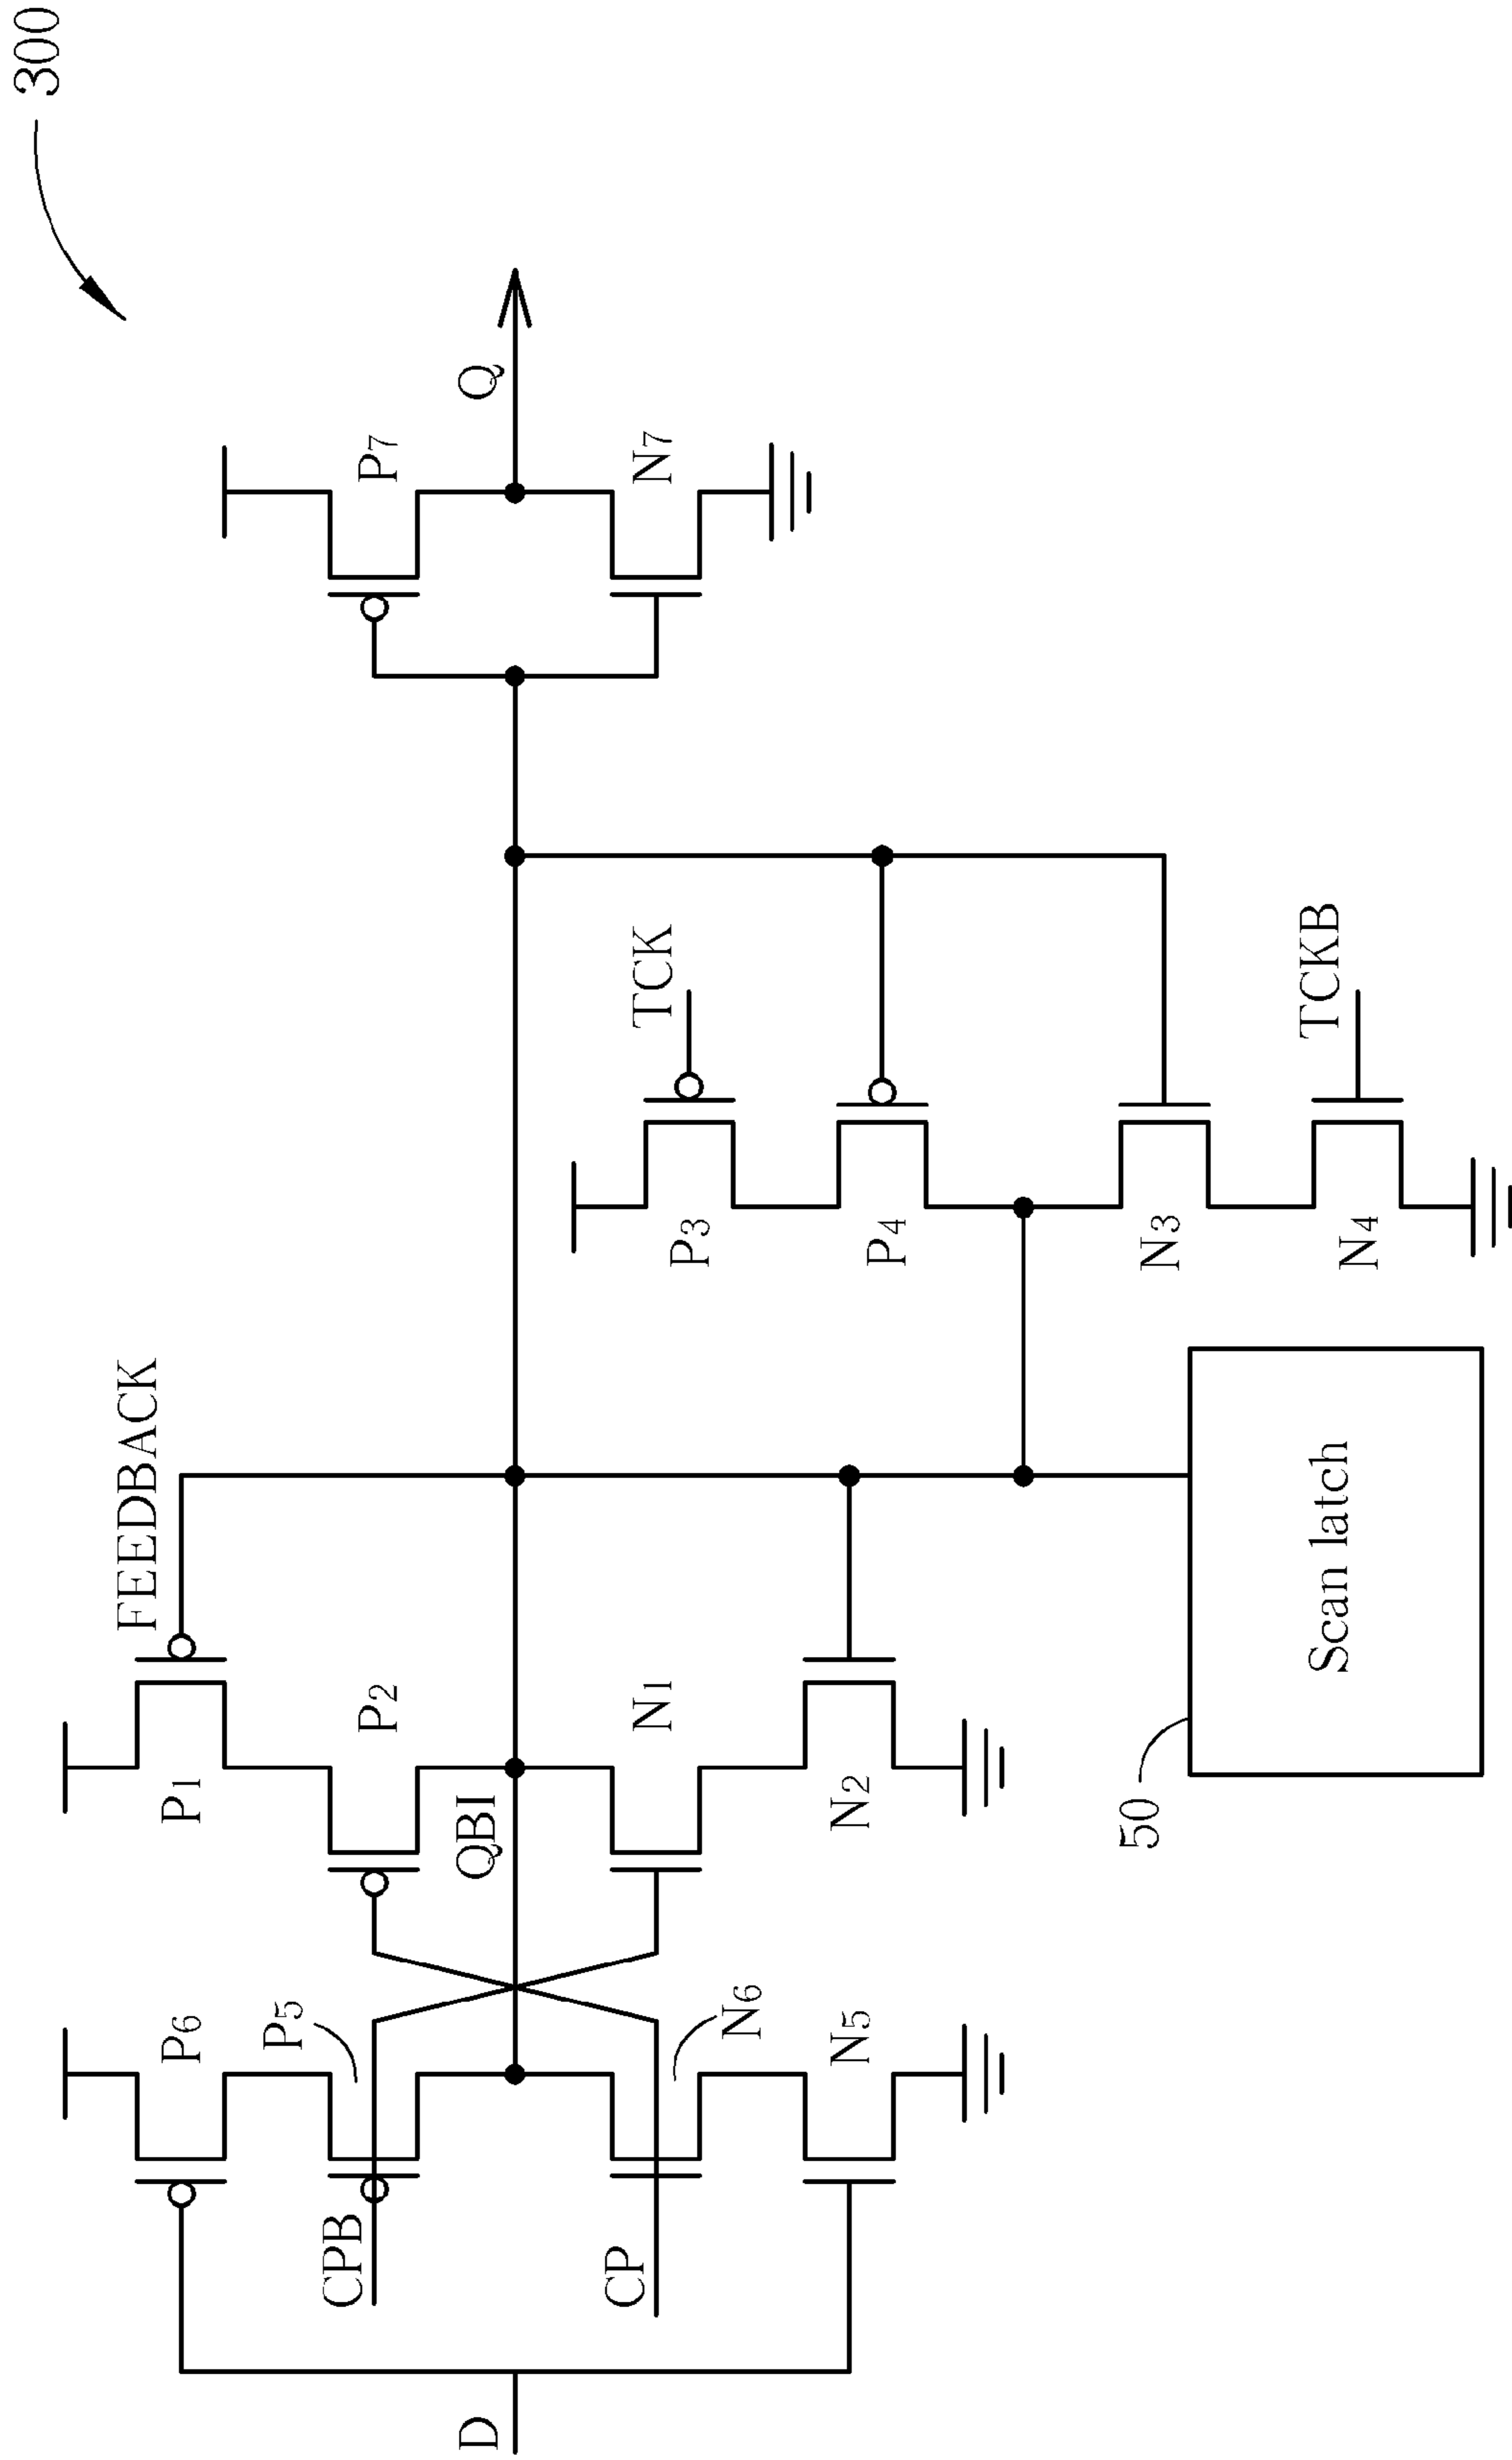 300
FEEDBACK
P6
P5
P1
P2
P7
CPB
QBI
Q
D
CP
N6
N1
TCK
N7
N5
N2
P3
P4
50
Scan latch
N3
N4
TCKB